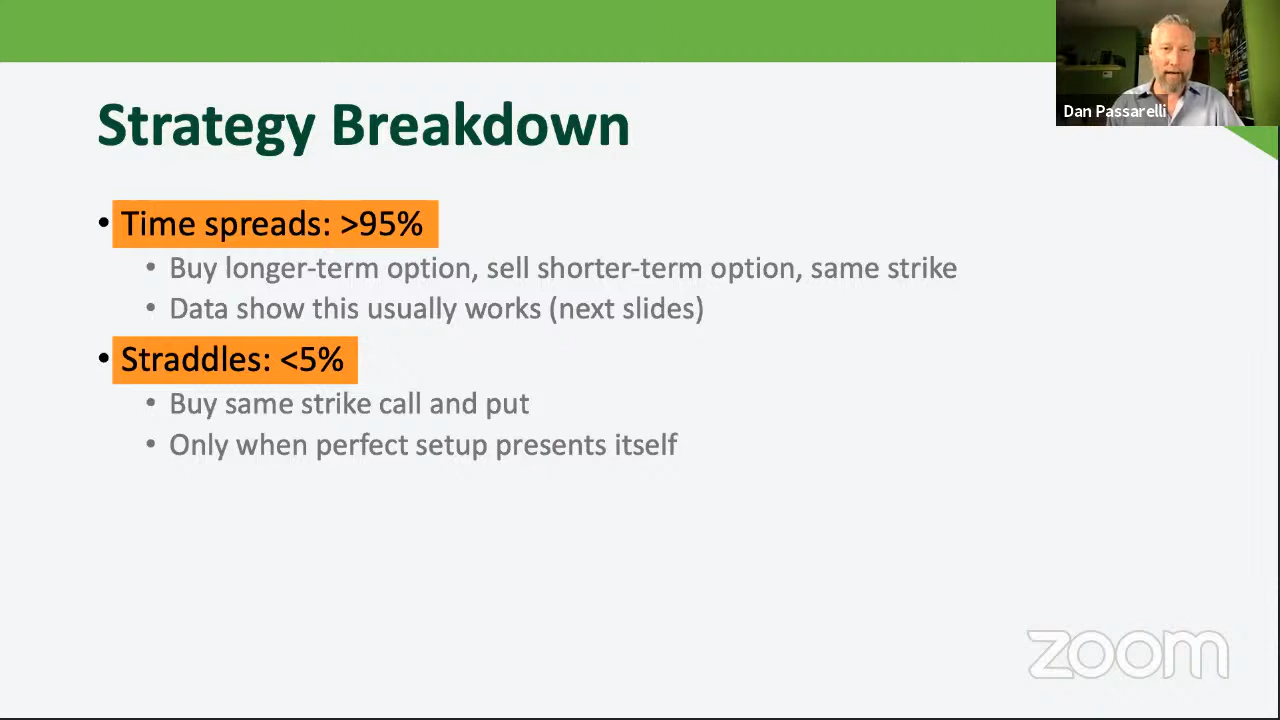 Dan Passarelli
Strategy Breakdown
• Time spreads: >95%
• Buy longer-term option, sell shorter-term option, same strike
• Data show this usually works (next slides)
• Straddles: <5%
• Buy same strike call and put
• Only when perfect setup presents itself
zoom